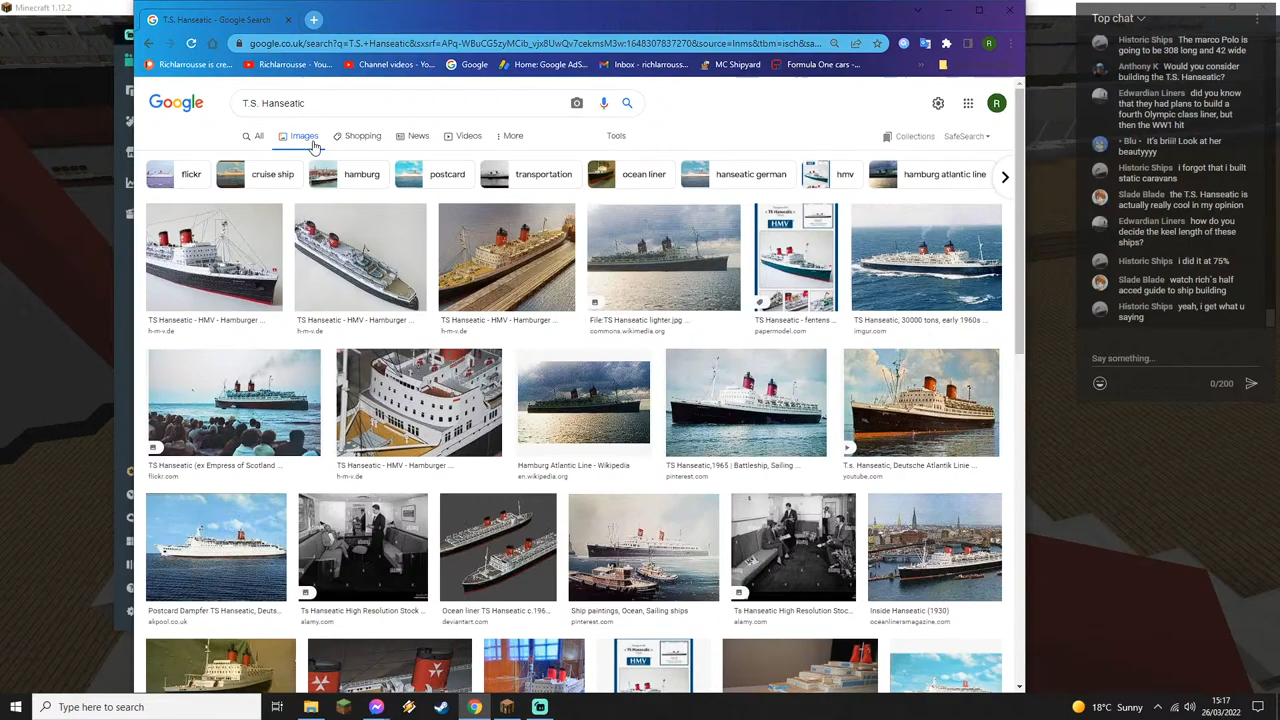 Minecraft 1.12.2
T.S. Hanseatic - Google Search
google.co.uk/search?q=T.S.+Hanseatic&sxsrf=APq-WBuCG5zyMCib_vjx8UwQv7cekmsM3w:1648307837270&source=lnms&tbm=isch&sa...
Richlarrousse is cre...
Richlarrousse - You...
Channel videos - Yo...
Google
Home: Google AdS...
Inbox - richlarrouss...
MC Shipyard
Formula One cars -...
»
Google
T.S. Hanseatic
R
All
Images
Shopping
News
Videos
More
Tools
Collections
SafeSearch
flickr
cruise ship
hamburg
postcard
transportation
ocean liner
hanseatic german
hmv
hamburg atlantic line
TS Hanseatic - HMV - Hamburger ...
h-m-v.de
TS Hanseatic - HMV - Hamburger ...
h-m-v.de
TS Hanseatic - HMV - Hamburger ...
h-m-v.de
File:TS Hanseatic lighter.jpg ...
commons.wikimedia.org
TS Hanseatic - fentens ...
papermodel.com
TS Hanseatic, 30000 tons, early 1960s ...
imgur.com
TS Hanseatic (ex Empress of Scotland ...
flickr.com
TS Hanseatic - HMV - Hamburger ...
h-m-v.de
Hamburg Atlantic Line - Wikipedia
en.wikipedia.org
TS Hanseatic,1965 | Battleship, Sailing ...
pinterest.com
T.s. Hanseatic, Deutsche Atlantik Linie ...
youtube.com
Postcard Dampfer TS Hanseatic, Deuts...
akpool.co.uk
Ts Hanseatic High Resolution Stock ...
alamy.com
Ocean liner TS Hanseatic c.196...
deviantart.com
Ship paintings, Ocean, Sailing ships
pinterest.com
Ts Hanseatic High Resolution Stoc...
alamy.com
Inside Hanseatic (1930)
oceanlinersmagazine.com
HMV
Top chat
Historic Ships The marco Polo is
going to be 308 long and 42 wide
Anthony K Would you consider
building the T.S. Hanseatic?
Edwardian Liners did you know
that they had plans to build a
fourth Olympic class liner, but
then the WW1 hit
- Blu - It's briii! Look at her
beautyyyy
Historic Ships i forgot that i built
static caravans
Slade Blade the T.S. Hanseatic is
actually really cool in my opinion
Edwardian Liners how do you
decide the keel length of these
ships?
Historic Ships i did it at 75%
Slade Blade watch rich`s half
acced guide to ship building
Historic Ships yeah, i get what u
saying
Say something...
0/200
Type here to search
18°C Sunny
15:17
26/03/2022